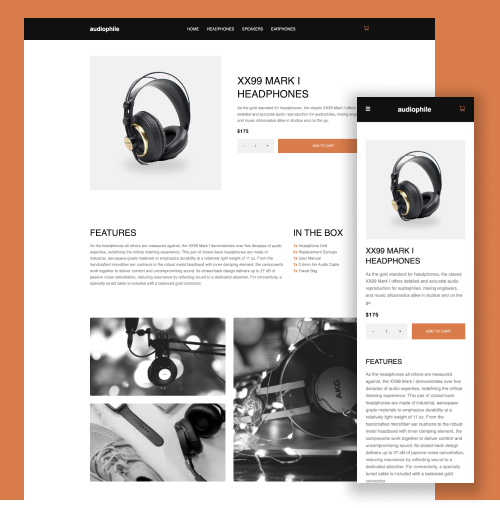 audiophile
HOME HEADPHONES SPEAKERS EARPHONES
XX99 MARK I
HEADPHONES
As the gold standard for headphones, the classic XX99 Mark I offers
detailed and accurate audio reproduction for audiophiles, mixing
and music aficionados alike in studios and on the go.
$175
- 1 +
ADD TO CART
FEATURES
As the headphones all others are measured against, the XX99 Mark I demonstrates over five decades of audio
expertise, redefining the critical listening experience. This pair of closed-back headphones are made of
industrial, aerospace-grade materials to emphasize durability at a relatively light weight of 11 oz. From the
handcrafted microfiber ear cushions to the robust metal headband with inner damping element, the components
work together to deliver comfort and uncompromising sound. Its closed-back design delivers up to 27 dB of
passive noise cancellation, reducing resonance by reflecting sound to a dedicated absorber. For connectivity, a
specially tuned cable is included with a balanced gold connector.
IN THE BOX
1x Headphone Unit
Replacement Earcups
1x User Manual
1x 3.5mm 5m Audio Cable
1x Travel Bag
AKG
audiophile
XX99 MARK I
HEADPHONES
As the gold standard for headphones, the classic
XX99 Mark I offers detailed and accurate audio
reproduction for audiophiles, mixing engineers,
and music aficionados alike in studios and on the
go.
$175
- 1 +
ADD TO CART
FEATURES
As the headphones all others are measured
against, the XX99 Mark I demonstrates over five
decades of audio expertise, redefining the critical
listening experience. This pair of closed-back
headphones are made of industrial, aerospace-
grade materials to emphasize durability at a
relatively light weight of 11 oz. From the
handcrafted microfiber ear cushions to the robust
metal headband with inner damping element, the
components work together to deliver comfort and
uncompromising sound. Its closed-back design
delivers up to 27 dB of passive noise cancellation,
reducing resonance by reflecting sound to a
dedicated absorber. For connectivity, a specially
tuned cable is included with a balanced gold
connector.